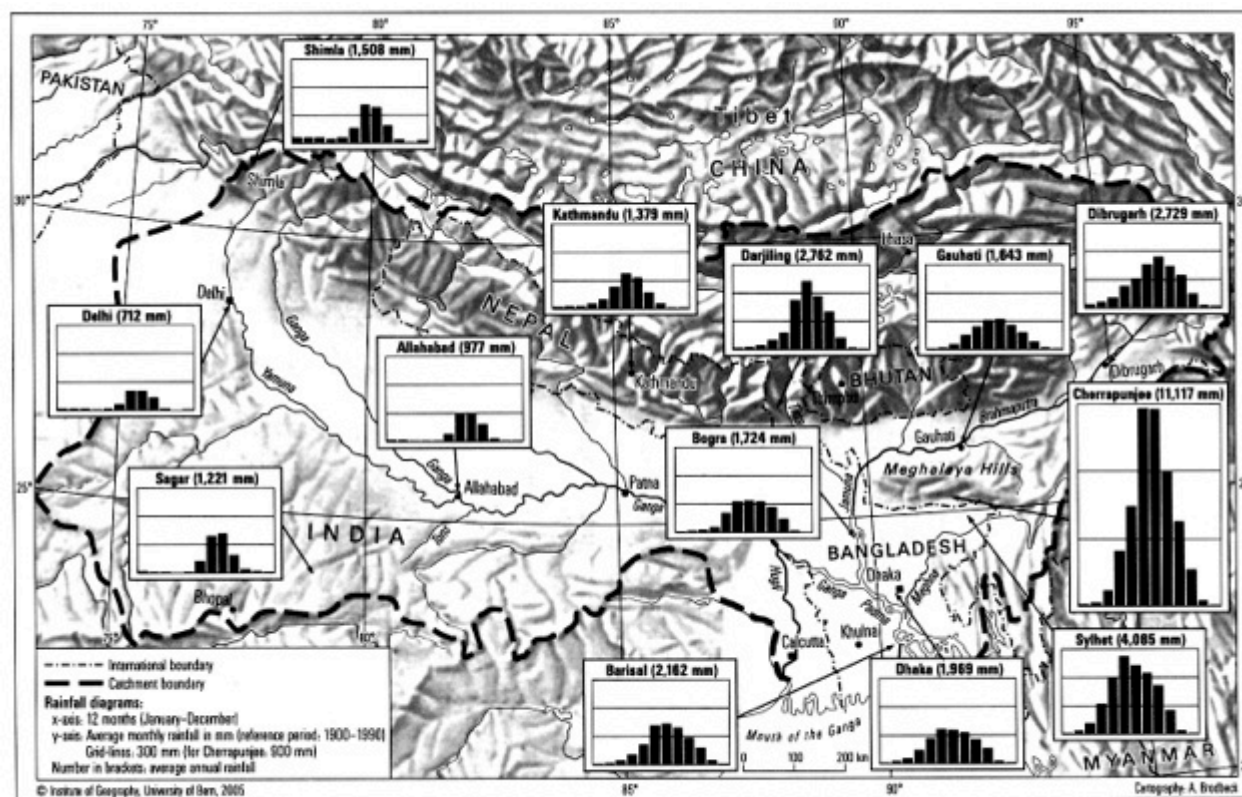 75°
80°
85°
90°
95°
Shimla (1,508 mm)
PAKISTAN
Tibet
CHINA
Shimla
30°
Kathmandu (1,379 mm)
Dibrugarh (2,729 mm)
Lhasa
Darjiling (2,762 mm)
Gauhati (1,643 mm)
Delhi
NEPAL
Delhi (712 mm)
Ganga
Allahabad (977 mm)
Yamuna
Kathmandu
BHUTAN
Dibrugarh
Cherrapunjee (11,117 mm)
Brahmaputra
Bogra (1,724 mm)
Gauhati
Meghalaya Hills
Ganga
Sagar (1,221 mm)
25°
Allahabad
Patna
Ganga
Jamuna
INDIA
BANGLADESH
Dhaka
Hugli
Ganga
Padma
Meghna
Bhopal
75°
80°
Calcutta
Khulna
Sylhet (4,085 mm)
International boundary
Catchment boundary
Barisal (2,162 mm)
Dhaka (1,969 mm)
Rainfall diagrams:
x-axis: 12 months (January–December)
y-axis: Average monthly rainfall in mm (reference period: 1900–1990)
Grid-lines: 300 mm (for Cherrapunjee: 900 mm)
Number in brackets: average annual rainfall
Mouth of the Ganga
0 100 200 km
MYANMAR
© Institute of Geography, University of Bern, 2005
85°
90°
Cartography: A. Brodbeck